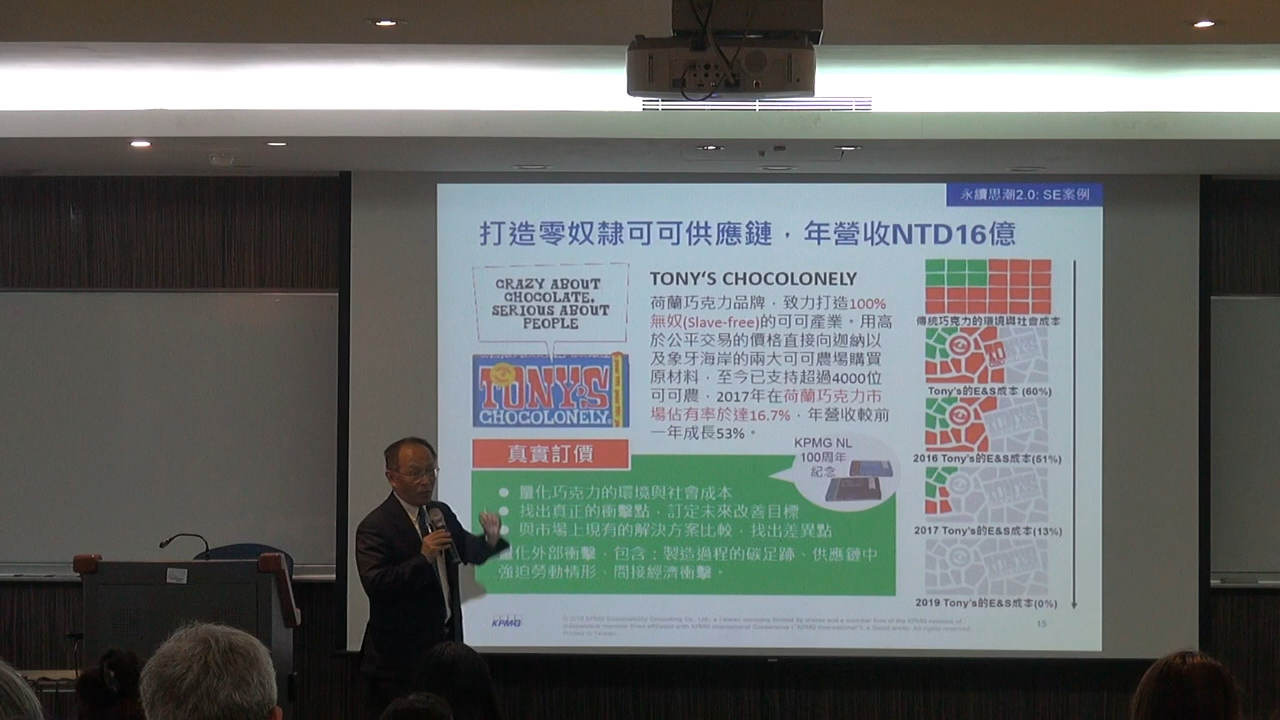 永續思潮2.0: SE案例
打造零奴隸可可供應鏈，年營收NTD16億
CRAZY ABOUT
CHOCOLATE,
SERIOUS ABOUT
PEOPLE
TONY'S
CHOCOLONELY
TONY'S CHOCOLONELY
荷蘭巧克力品牌，致力打造100%
無奴(Slave-free)的可可產業。用高
於公平交易的價格直接向迦納以
及象牙海岸的兩大可可農場購買
原材料，至今已支持超過4000位
可可農，2017年在荷蘭巧克力市
場佔有率於達16.7%，年營收較前
一年成長53%。
真實訂價
KPMG NL
100周年
紀念
● 量化巧克力的環境與社會成本
● 找出真正的衝擊點，訂定未來改善目標
● 與市場上現有的解決方案比較，找出差異點
量化外部衝擊，包含：製造過程的碳足跡、供應鏈中
強迫勞動情形、間接經濟衝擊。
傳統巧克力的環境與社會成本
Tony's的E&S成本 (60%)
2016 Tony's的E&S成本(51%)
2017 Tony's的E&S成本(13%)
2019 Tony's的E&S成本(0%)
KPMG
15